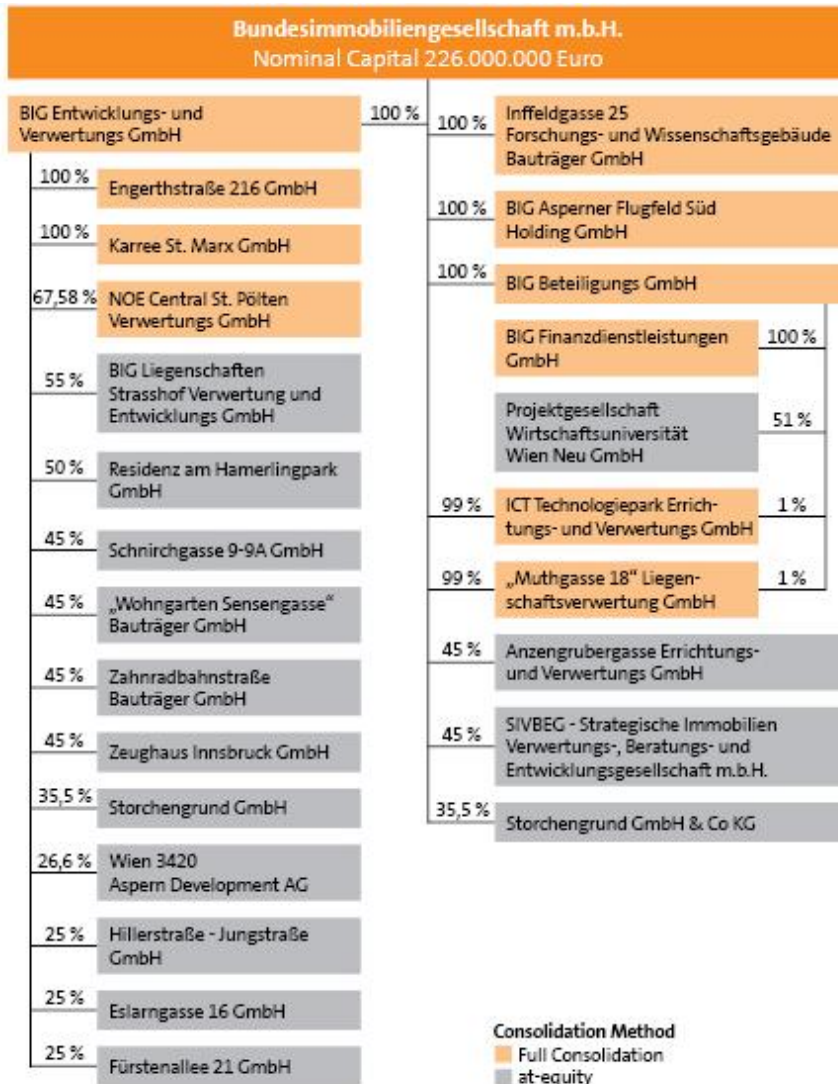 Bundesimmobiliengesellschaft m.b.H.
Nominal Capital 226.000.000 Euro
BIG Entwicklungs- und
Verwertungs GmbH
100 %
100 %
Engerthstraße 216 GmbH
100 %
Karree St. Marx GmbH
67,58 %
NOE Central St. Pölten
Verwertungs GmbH
55 %
BIG Liegenschaften
Strasshof Verwertung und
Entwicklungs GmbH
50 %
Residenz am Hamerlingpark
GmbH
45 %
Schnirchgasse 9-9A GmbH
45 %
„Wohngarten Sensengasse“
Bauträger GmbH
45 %
Zahnradbahnstraße
Bauträger GmbH
45 %
Zeughaus Innsbruck GmbH
35,5 %
Storchengrund GmbH
26,6 %
Wien 3420
Aspern Development AG
25 %
Hillerstraße - Jungstraße
GmbH
25 %
Eslarngasse 16 GmbH
25 %
Fürstenallee 21 GmbH
100 %
Inffeldgasse 25
Forschungs- und Wissenschaftsgebäude
Bauträger GmbH
100 %
BIG Asperner Flugfeld Süd
Holding GmbH
100 %
BIG Beteiligungs GmbH
BIG Finanzdienstleistungen
GmbH
100 %
Projektgesellschaft
Wirtschaftsuniversität
Wien Neu GmbH
51 %
99 %
ICT Technologiepark Errich-
tungs- und Verwertungs GmbH
1 %
99 %
„Muthgasse 18“ Liegen-
schaftsverwertung GmbH
1 %
45 %
Anzengrubergasse Errichtungs-
und Verwertungs GmbH
45 %
SIVBEG - Strategische Immobilien
Verwertungs-, Beratungs- und
Entwicklungsgesellschaft m.b.H.
35,5 %
Storchengrund GmbH & Co KG
Consolidation Method
Full Consolidation
at-equity